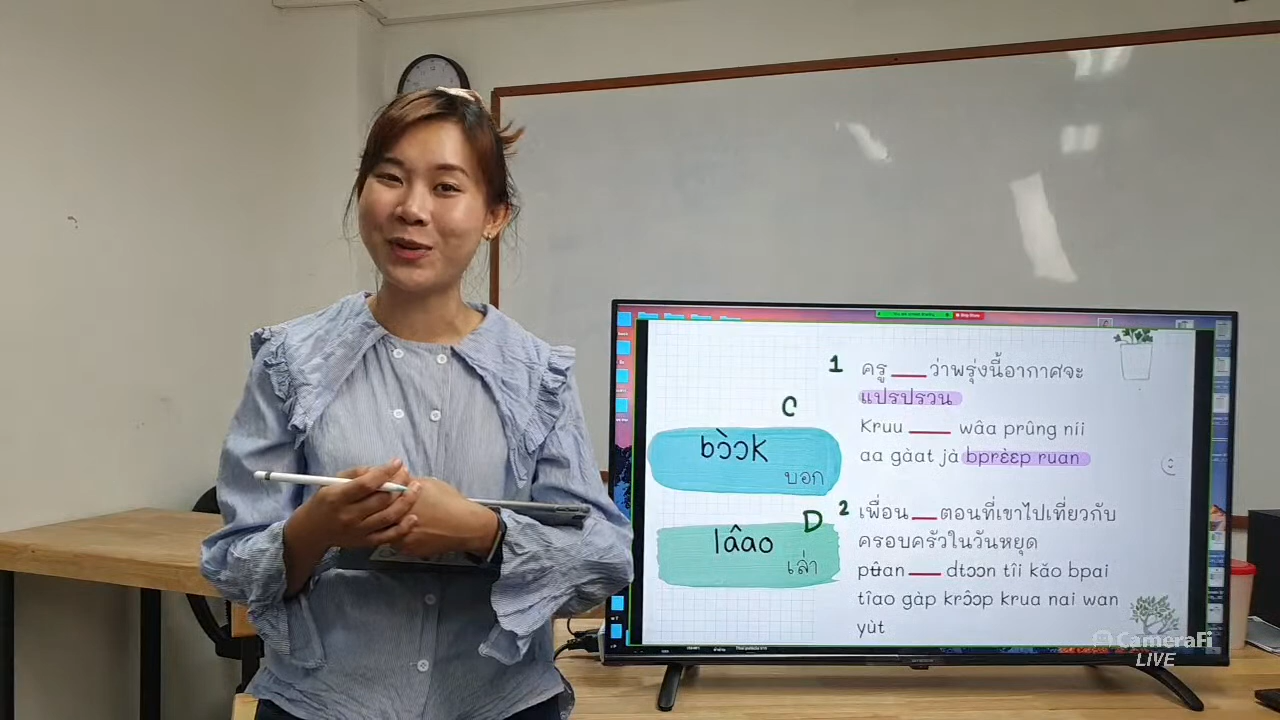 C
bɔ̀ɔk
บอก
D
lâao
เล่า
1 ครู ___ ว่าพรุ่งนี้อากาศจะ
แปรปรวน
Kruu ___ wâa prûng níi
aa gàat jà bprɛ̀ɛp ruan
2 เพื่อน ___ ตอนที่เขาไปเที่ยวกับ
ครอบครัวในวันหยุด
pʉ̂an ___ dtɔɔn tîi kǎo bpai
tîao gàp krɔ̂ɔp krua nai wan
yùt
CameraFi
LIVE